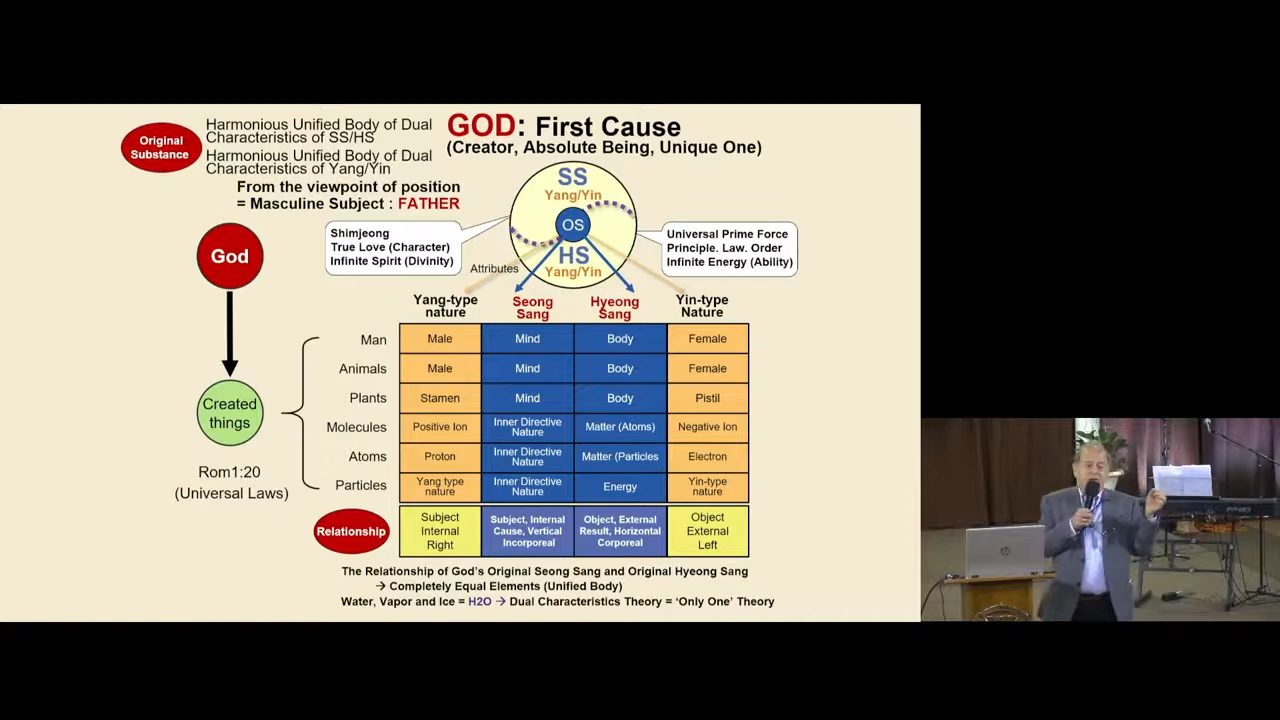 Original
Substance
Harmonious Unified Body of Dual
Characteristics of SS/HS
Harmonious Unified Body of Dual
Characteristics of Yang/Yin
GOD: First Cause
(Creator, Absolute Being, Unique One)
From the viewpoint of position
= Masculine Subject : FATHER
SS
Yang/Yin
OS
HS
Yang/Yin
God
Shimjeong
True Love (Character)
Infinite Spirit (Divinity)
Universal Prime Force
Principle. Law. Order
Infinite Energy (Ability)
Attributes
Yang-type
nature
Seong
Sang
Hyeong
Sang
Yin-type
Nature
Man Male Mind Body Female
Animals Male Mind Body Female
Plants Stamen Mind Body Pistil
Molecules Positive Ion Inner Directive
Nature Matter (Atoms) Negative Ion
Atoms Proton Inner Directive
Nature Matter (Particles Electron
Particles Yang type
nature Inner Directive
Nature Energy Yin-type
nature
Created
things
Rom1:20
(Universal Laws)
Relationship
Subject
Internal
Right
Subject, Internal
Cause, Vertical
Incorporeal
Object, External
Result, Horizontal
Corporeal
Object
External
Left
The Relationship of God's Original Seong Sang and Original Hyeong Sang
→ Completely Equal Elements (Unified Body)
Water, Vapor and Ice = H2O → Dual Characteristics Theory = 'Only One' Theory
hp